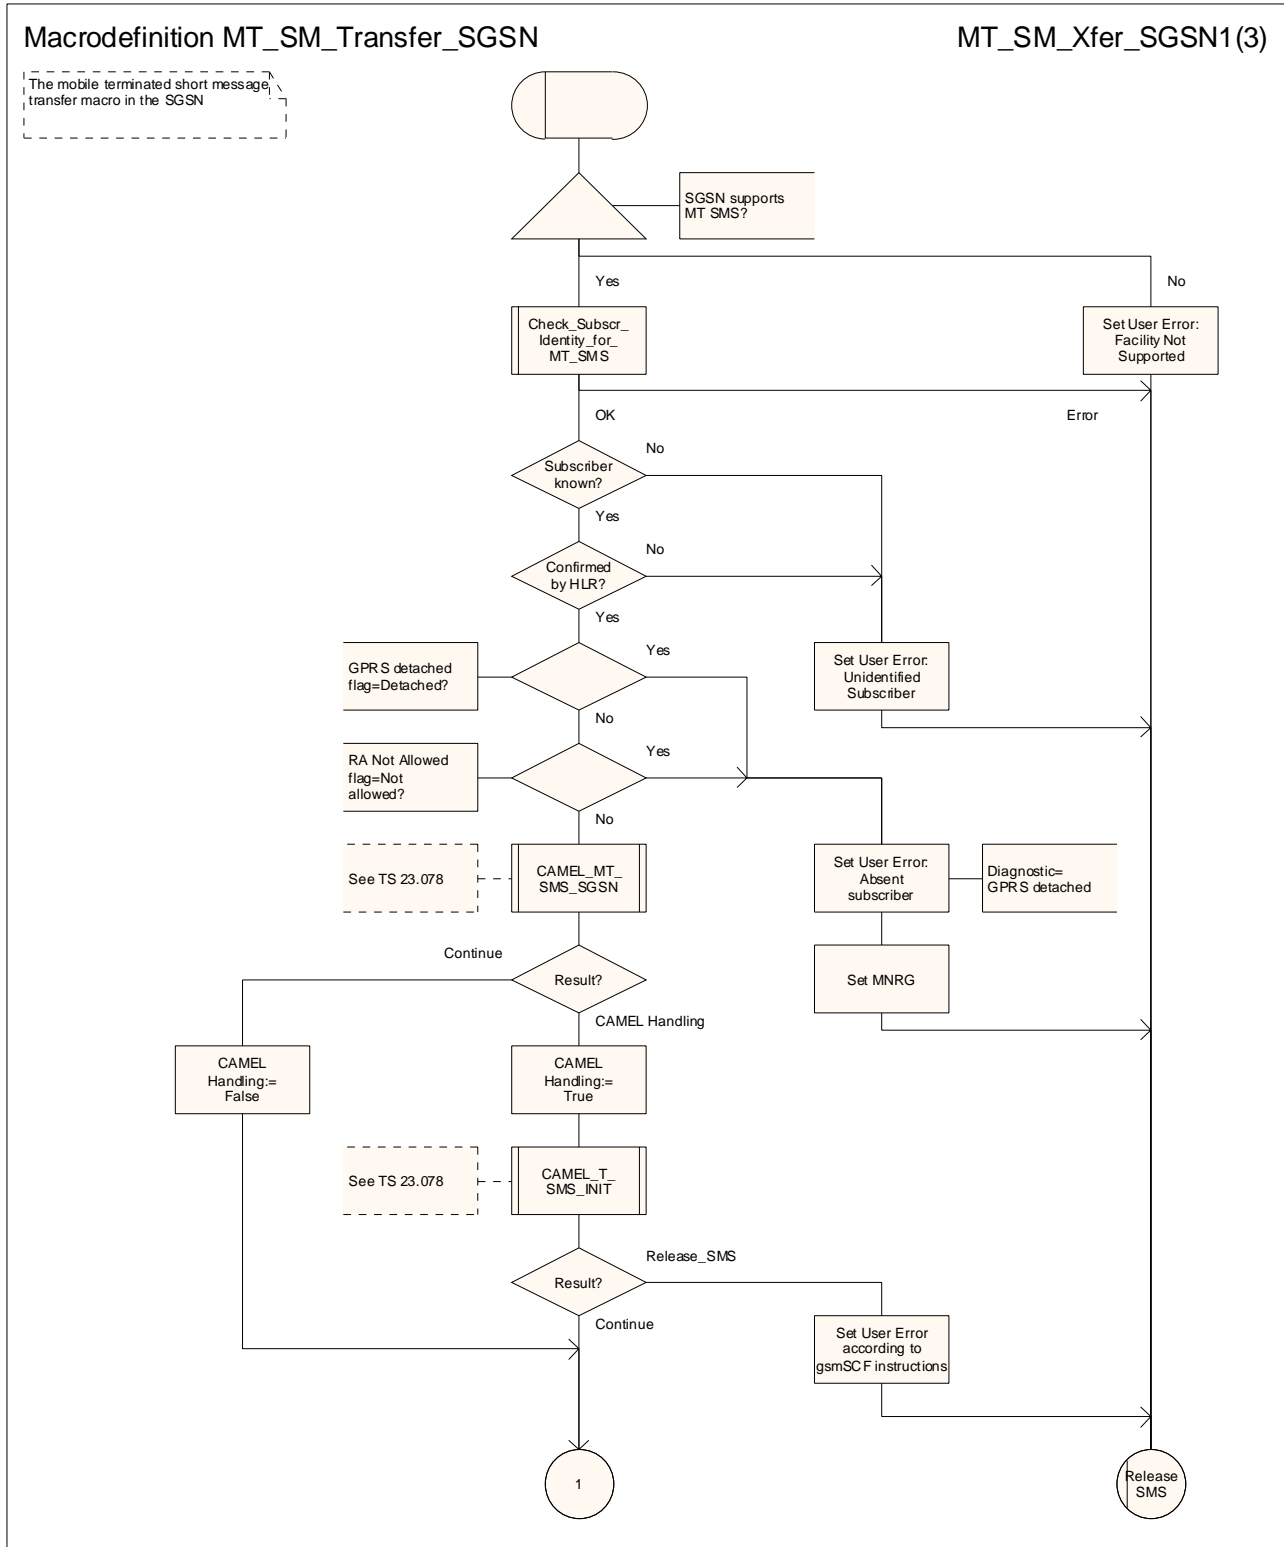 Macrodefinition MT_SM_Transfer_SGSN
MT_SM_Xfer_SGSN1(3)
The mobile terminated short message
transfer macro in the SGSN
SGSN supports
MT SMS?
Yes
No
Check_Subscr_
Identity_for_
MT_SMS
Set User Error:
Facility Not
Supported
OK
Error
No
Subscriber
known?
Yes
No
Confirmed
by HLR?
Yes
GPRS detached
flag=Detached?
Yes
Set User Error:
Unidentified
Subscriber
No
RA Not Allowed
flag=Not
allowed?
Yes
No
See TS 23.078
CAMEL_MT_
SMS_SGSN
Set User Error:
Absent
subscriber
Diagnostic=
GPRS detached
Continue
Result?
Set MNRG
CAMEL Handling
CAMEL
Handling:=
False
CAMEL
Handling:=
True
See TS 23.078
CAMEL_T_
SMS_INIT
Release_SMS
Result?
Continue
Set User Error
according to
gsmSCF instructions
1
Release
SMS